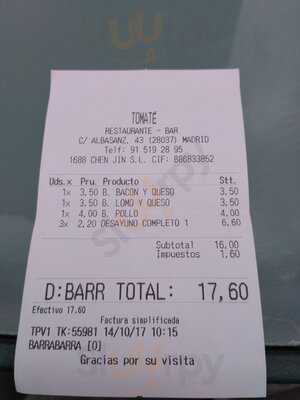 TOMATÉ
RESTAURANTE - BAR
C/ ALBASANZ, 43 (28037) MADRID
Telf: 91 519 28 95
1688 CHEN JIN S.L. CIF: B86833852
Uds.x Pru. Producto Stt.
1x 3,50 B. BACON Y QUESO 3,50
1x 3,50 B. LOMO Y QUESO 3,50
1x 4,00 B. POLLO 4,00
3x 2,20 DESAYUNO COMPLETO 1 6,60
Subtotal 16,00
Impuestos 1,60
D:BARR TOTAL: 17,60
Efectivo 17.60
Factura simplificada
TPV1 TK:55981 14/10/17 10:15
BARRABARRA [0]
Gracias por su visita